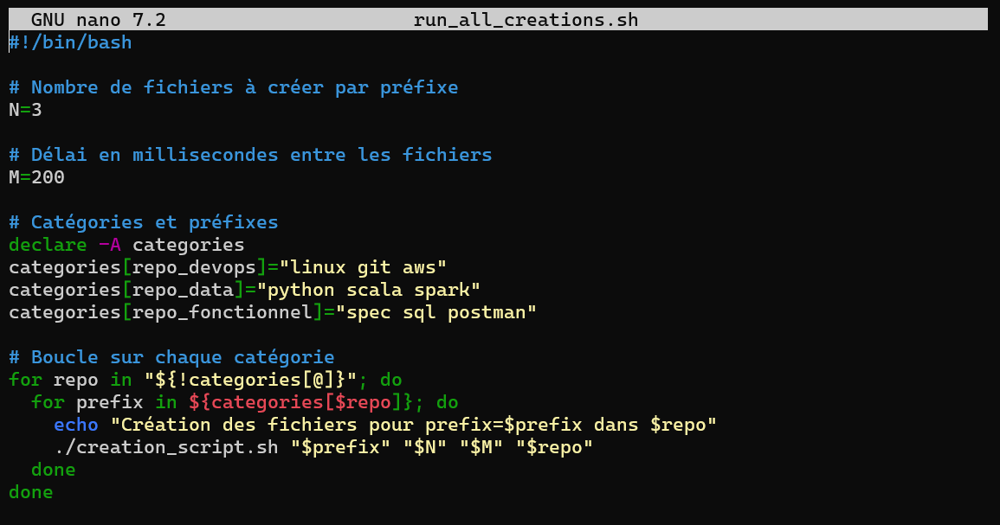 GNU nano 7.2 run_all_creations.sh
#!/bin/bash
# Nombre de fichiers à créer par préfixe
N=3
# Délai en millisecondes entre les fichiers
M=200
# Catégories et préfixes
declare -A categories
categories[repo_devops]="linux git aws"
categories[repo_data]="python scala spark"
categories[repo_fonctionnel]="spec sql postman"
# Boucle sur chaque catégorie
for repo in "${!categories[@]}"; do
  for prefix in ${categories[$repo]}; do
    echo "Création des fichiers pour prefix=$prefix dans $repo"
    ./creation_script.sh "$prefix" "$N" "$M" "$repo"
  done
done